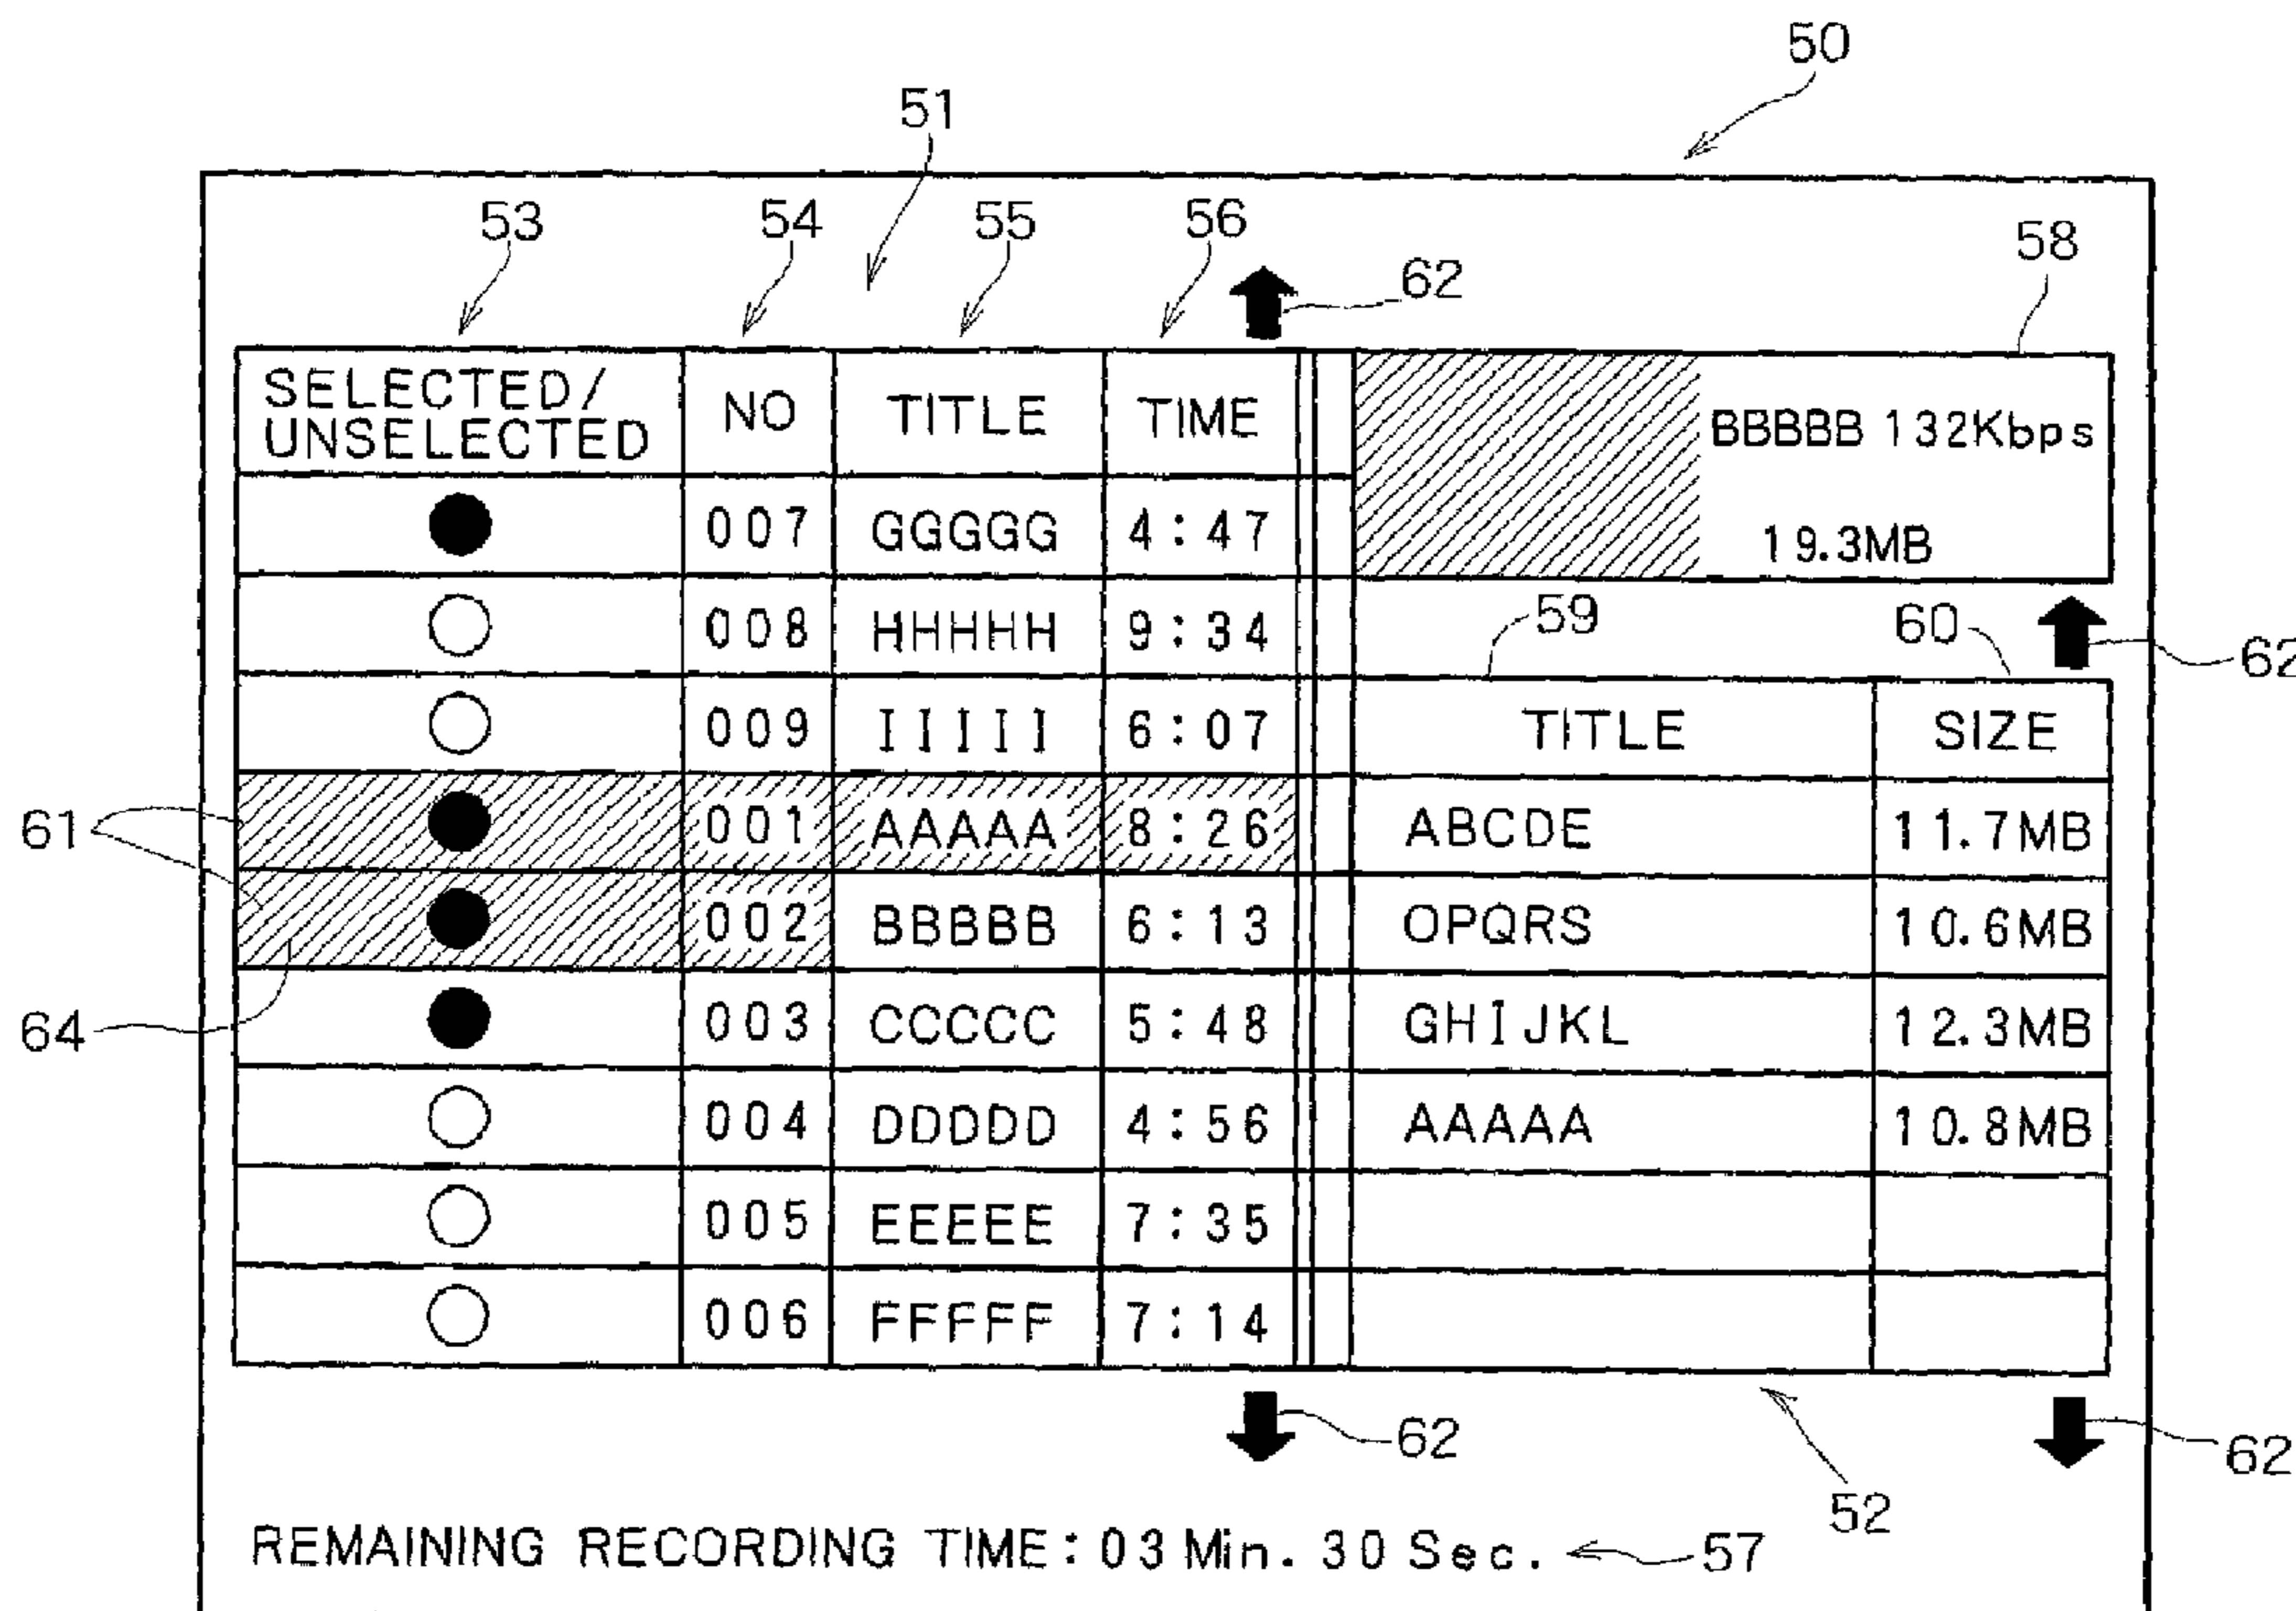 50
51
53 54 55 56
62
58
SELECTED/
UNSELECTED
NO TITLE TIME
BBBBB 132Kbps
19.3MB
007 GGGGG 4:47
008 HHHHH 9:34
59 60
62
009 IIIII 6:07
TITLE SIZE
61
001 AAAAA 8:26 ABCDE 11.7MB
002 BBBBB 6:13 OPQRS 10.6MB
64
003 CCCCC 5:48 GHIJKL 12.3MB
004 DDDDD 4:56 AAAAA 10.8MB
005 EEEEE 7:35
006 FFFFF 7:14
62
62
52
REMAINING RECORDING TIME:03 Min. 30 Sec. 57